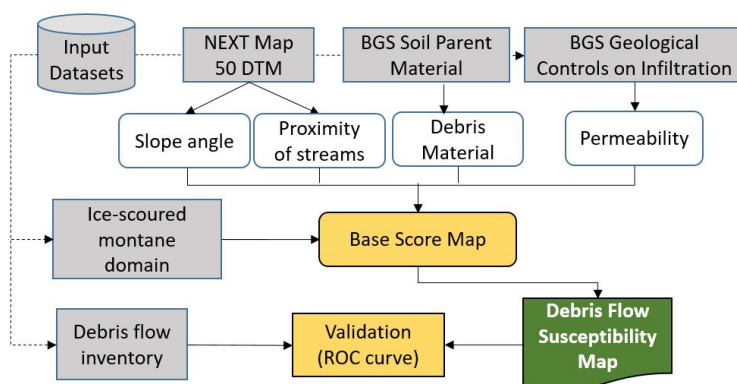 Input
Datasets
NEXT Map
50 DTM
BGS Soil Parent
Material
BGS Geological
Controls on Infiltration
Slope angle
Proximity
of streams
Debris
Material
Permeability
Ice-scoured
montane
domain
Base Score Map
Debris flow
inventory
Validation
(ROC curve)
Debris Flow
Susceptibility
Map